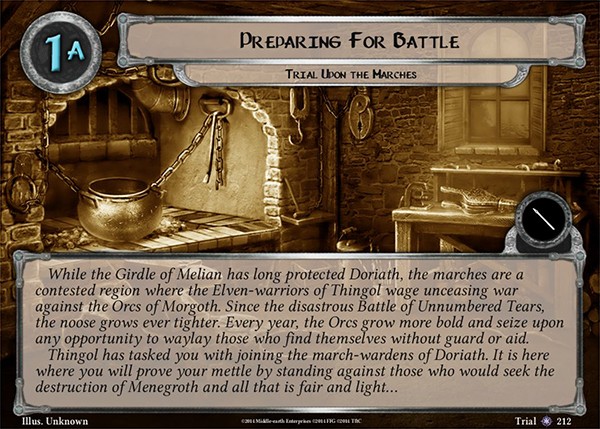 1A
Preparing For Battle
Trial Upon the Marches
While the Girdle of Melian has long protected Doriath, the marches are a
contested region where the Elven-warriors of Thingol wage unceasing war
against the Orcs of Morgoth. Since the disastrous Battle of Unnumbered Tears,
the noose grows ever tighter. Every year, the Orcs grow more bold and seize upon
any opportunity to waylay those who find themselves without guard or aid.
Thingol has tasked you with joining the march-wardens of Doriath. It is here
where you will prove your mettle by standing against those who would seek the
destruction of Menegroth and all that is fair and light...
Illus. Unknown
©2014 Middle-earth Enterprises ©2014 FFG ©2014 TBC
Trial 212